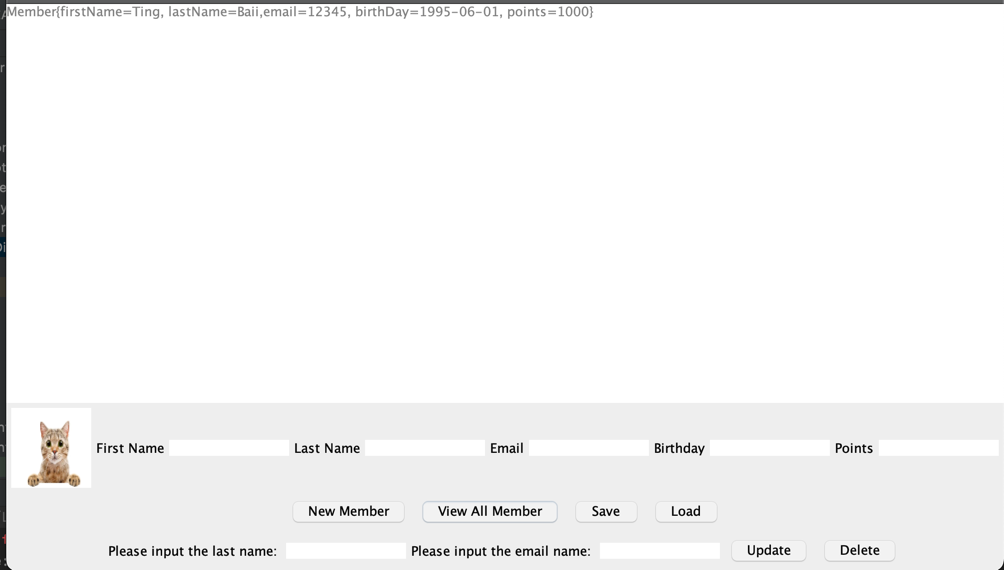 Member{firstName=Ting, lastName=Baii,email=12345, birthDay=1995-06-01, points=1000}
First Name Last Name Email Birthday Points
New Member View All Member Save Load
Please input the last name: Please input the email name: Update Delete